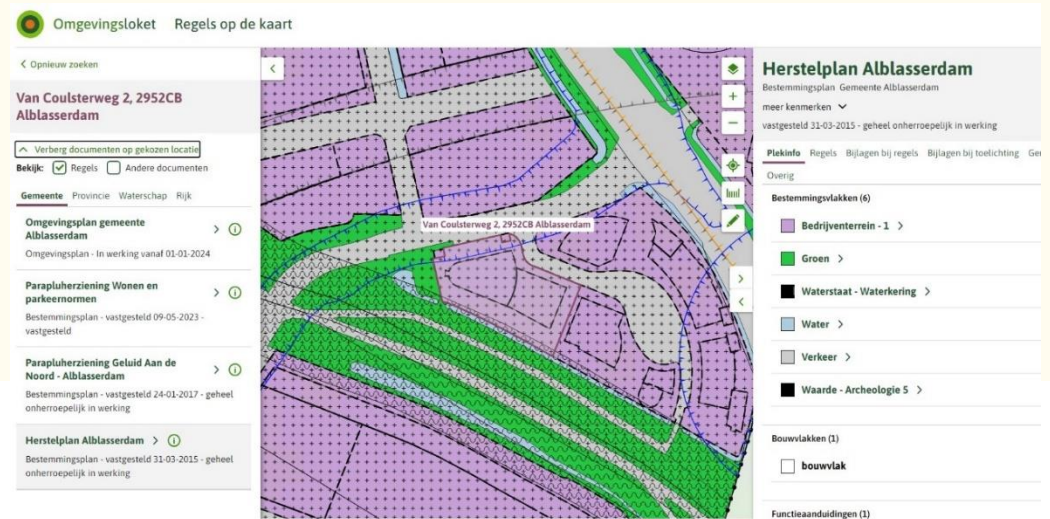 Omgevingsloket Regels op de kaart
Opnieuw zoeken
Van Coulsterweg 2, 2952CB
Alblasserdam
Verberg documenten op gekozen locatie
Bekijk: Regels Andere documenten
Gemeente Provincie Waterschap Rijk
Omgevingsplan gemeente
Alblasserdam
Omgevingsplan - In werking vanaf 01-01-2024
Parapluherziening Wonen en
parkeernormen
Bestemmingsplan - vastgesteld 09-05-2023 -
vastgesteld
Parapluherziening Geluid Aan de
Noord - Alblasserdam
Bestemmingsplan - vastgesteld 24-01-2017 - geheel
onherroepelijk in werking
Herstelplan Alblasserdam
Bestemmingsplan - vastgesteld 31-03-2015 - geheel
onherroepelijk in werking
Van Coulsterweg 2, 2952CB Alblasserdam
Herstelplan Alblasserdam
Bestemmingsplan Gemeente Alblasserdam
meer kenmerken
vastgesteld 31-03-2015 - geheel onherroepelijk in werking
Plekinfo Regels Bijlagen bij regels Bijlagen bij toelichting
Overig
Bestemmingsvlakken (6)
Bedrijventerrein - 1
Groen
Waterstaat - Waterkering
Water
Verkeer
Waarde - Archeologie 5
Bouwvlakken (1)
bouwvlak
Functieaanduidingen (1)